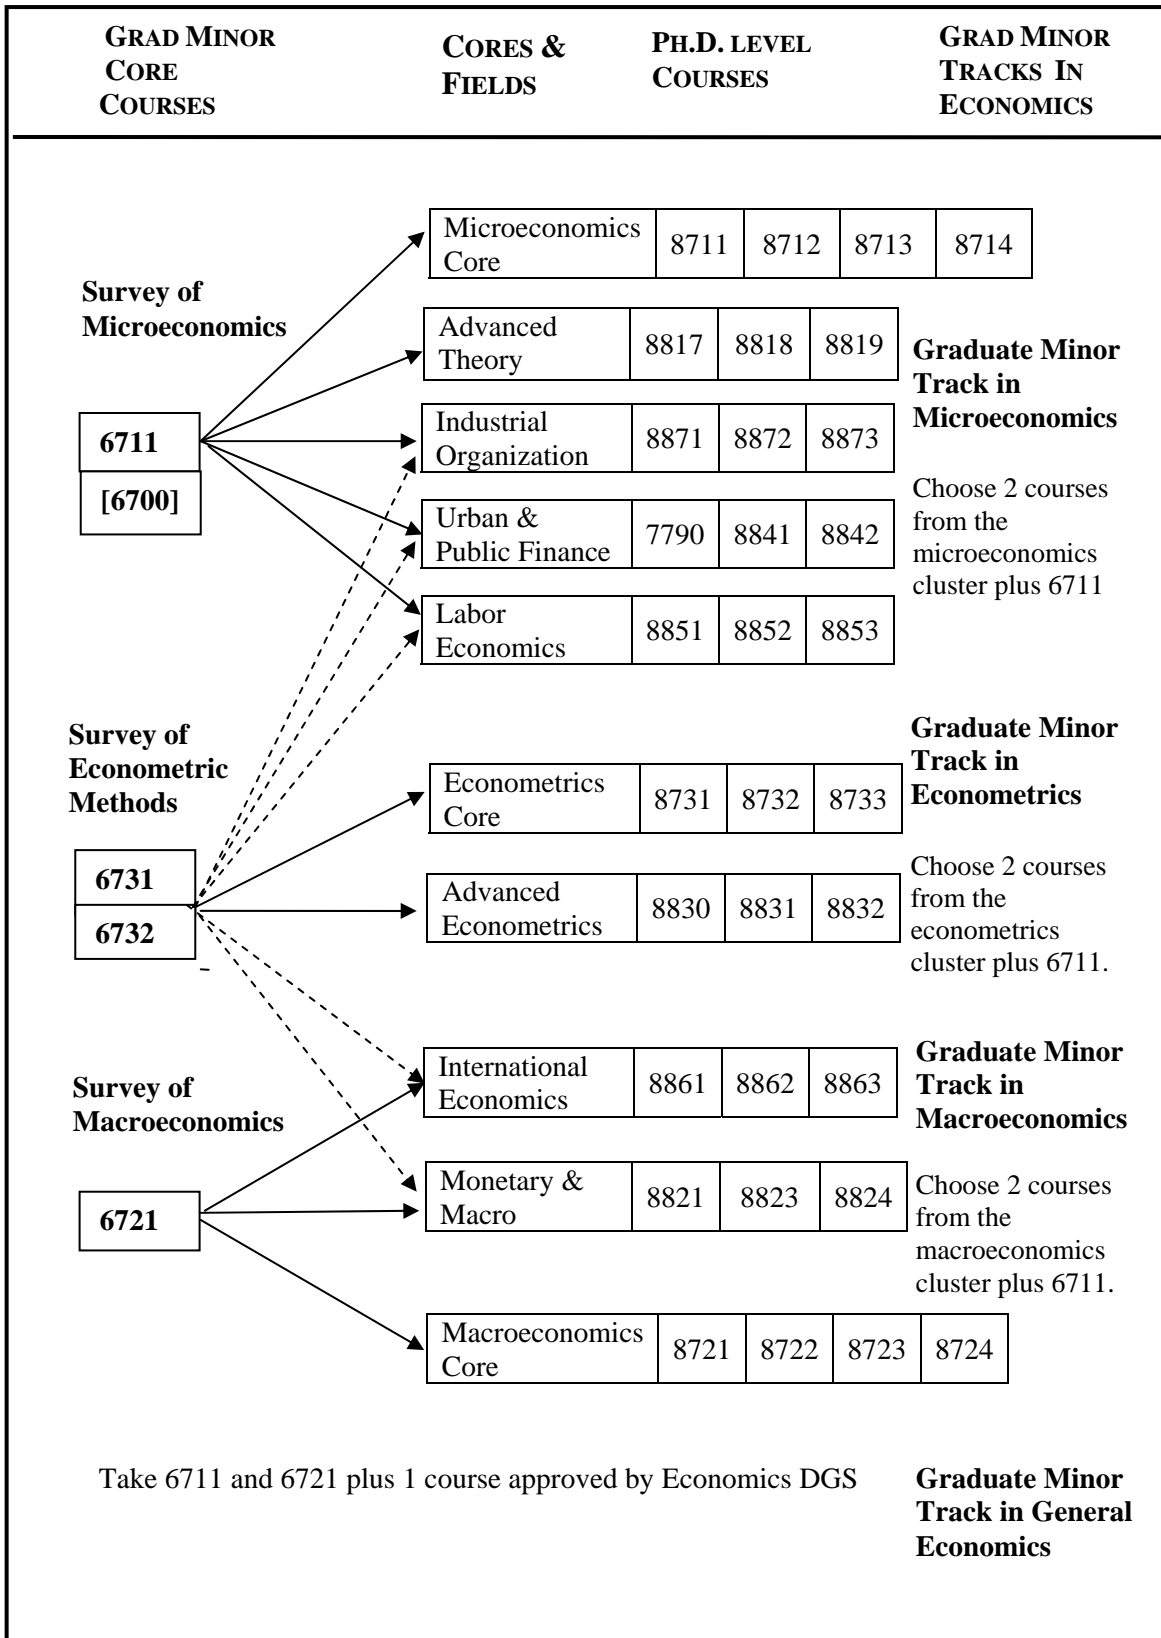 GRAD MINOR
CORE
COURSES
CORES &
FIELDS
PH.D. LEVEL
COURSES
GRAD MINOR
TRACKS IN
ECONOMICS
Survey of
Microeconomics
6711
[6700]
Microeconomics
Core
8711 8712 8713 8714
Advanced
Theory
8817 8818 8819
Industrial
Organization
8871 8872 8873
Urban &
Public Finance
7790 8841 8842
Labor
Economics
8851 8852 8853
Graduate Minor
Track in
Microeconomics
Choose 2 courses
from the
microeconomics
cluster plus 6711
Survey of
Econometric
Methods
6731
6732
Econometrics
Core
8731 8732 8733
Advanced
Econometrics
8830 8831 8832
Graduate Minor
Track in
Econometrics
Choose 2 courses
from the
econometrics
cluster plus 6711.
Survey of
Macroeconomics
6721
International
Economics
8861 8862 8863
Monetary &
Macro
8821 8823 8824
Macroeconomics
Core
8721 8722 8723 8724
Graduate Minor
Track in
Macroeconomics
Choose 2 courses
from the
macroeconomics
cluster plus 6711.
Take 6711 and 6721 plus 1 course approved by Economics DGS
Graduate Minor
Track in General
Economics